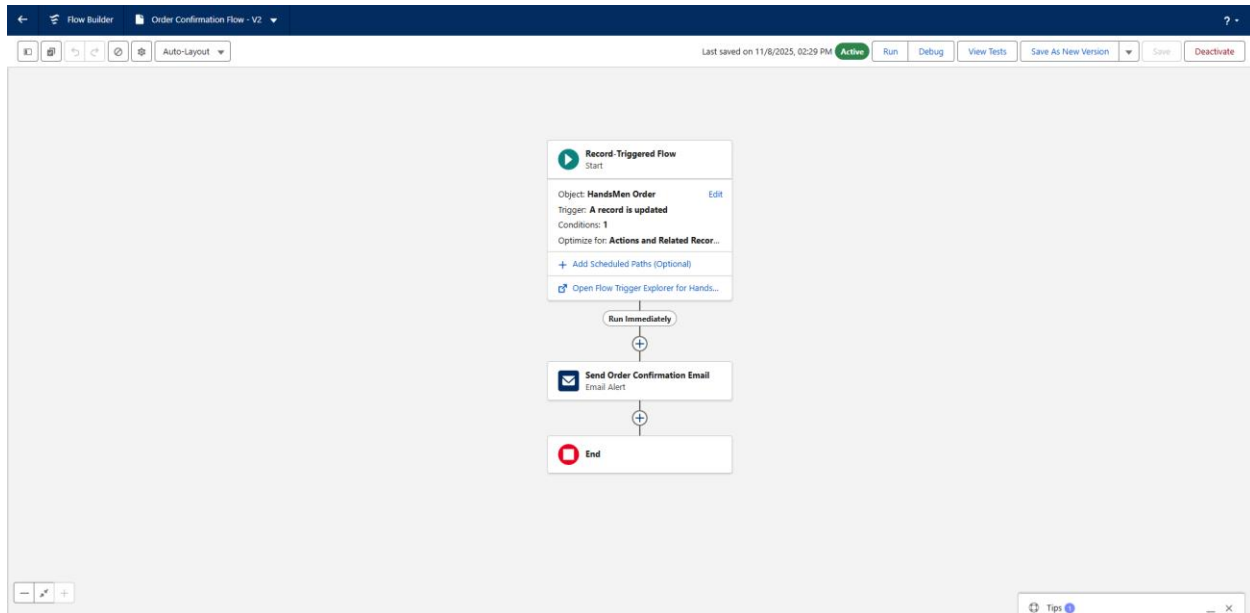 Flow Builder
Order Confirmation Flow - V2
? -
Auto-Layout
Last saved on 11/8/2025, 02:29 PM
Active
Run
Debug
View Tests
Save As New Version
Save
Deactivate
Record-Triggered Flow
Start
Object: HandsMen Order
Edit
Trigger: A record is updated
Conditions: 1
Optimize for: Actions and Related Recor...
+ Add Scheduled Paths (Optional)
Open Flow Trigger Explorer for Hands...
Run Immediately
Send Order Confirmation Email
Email Alert
End
Tips 1